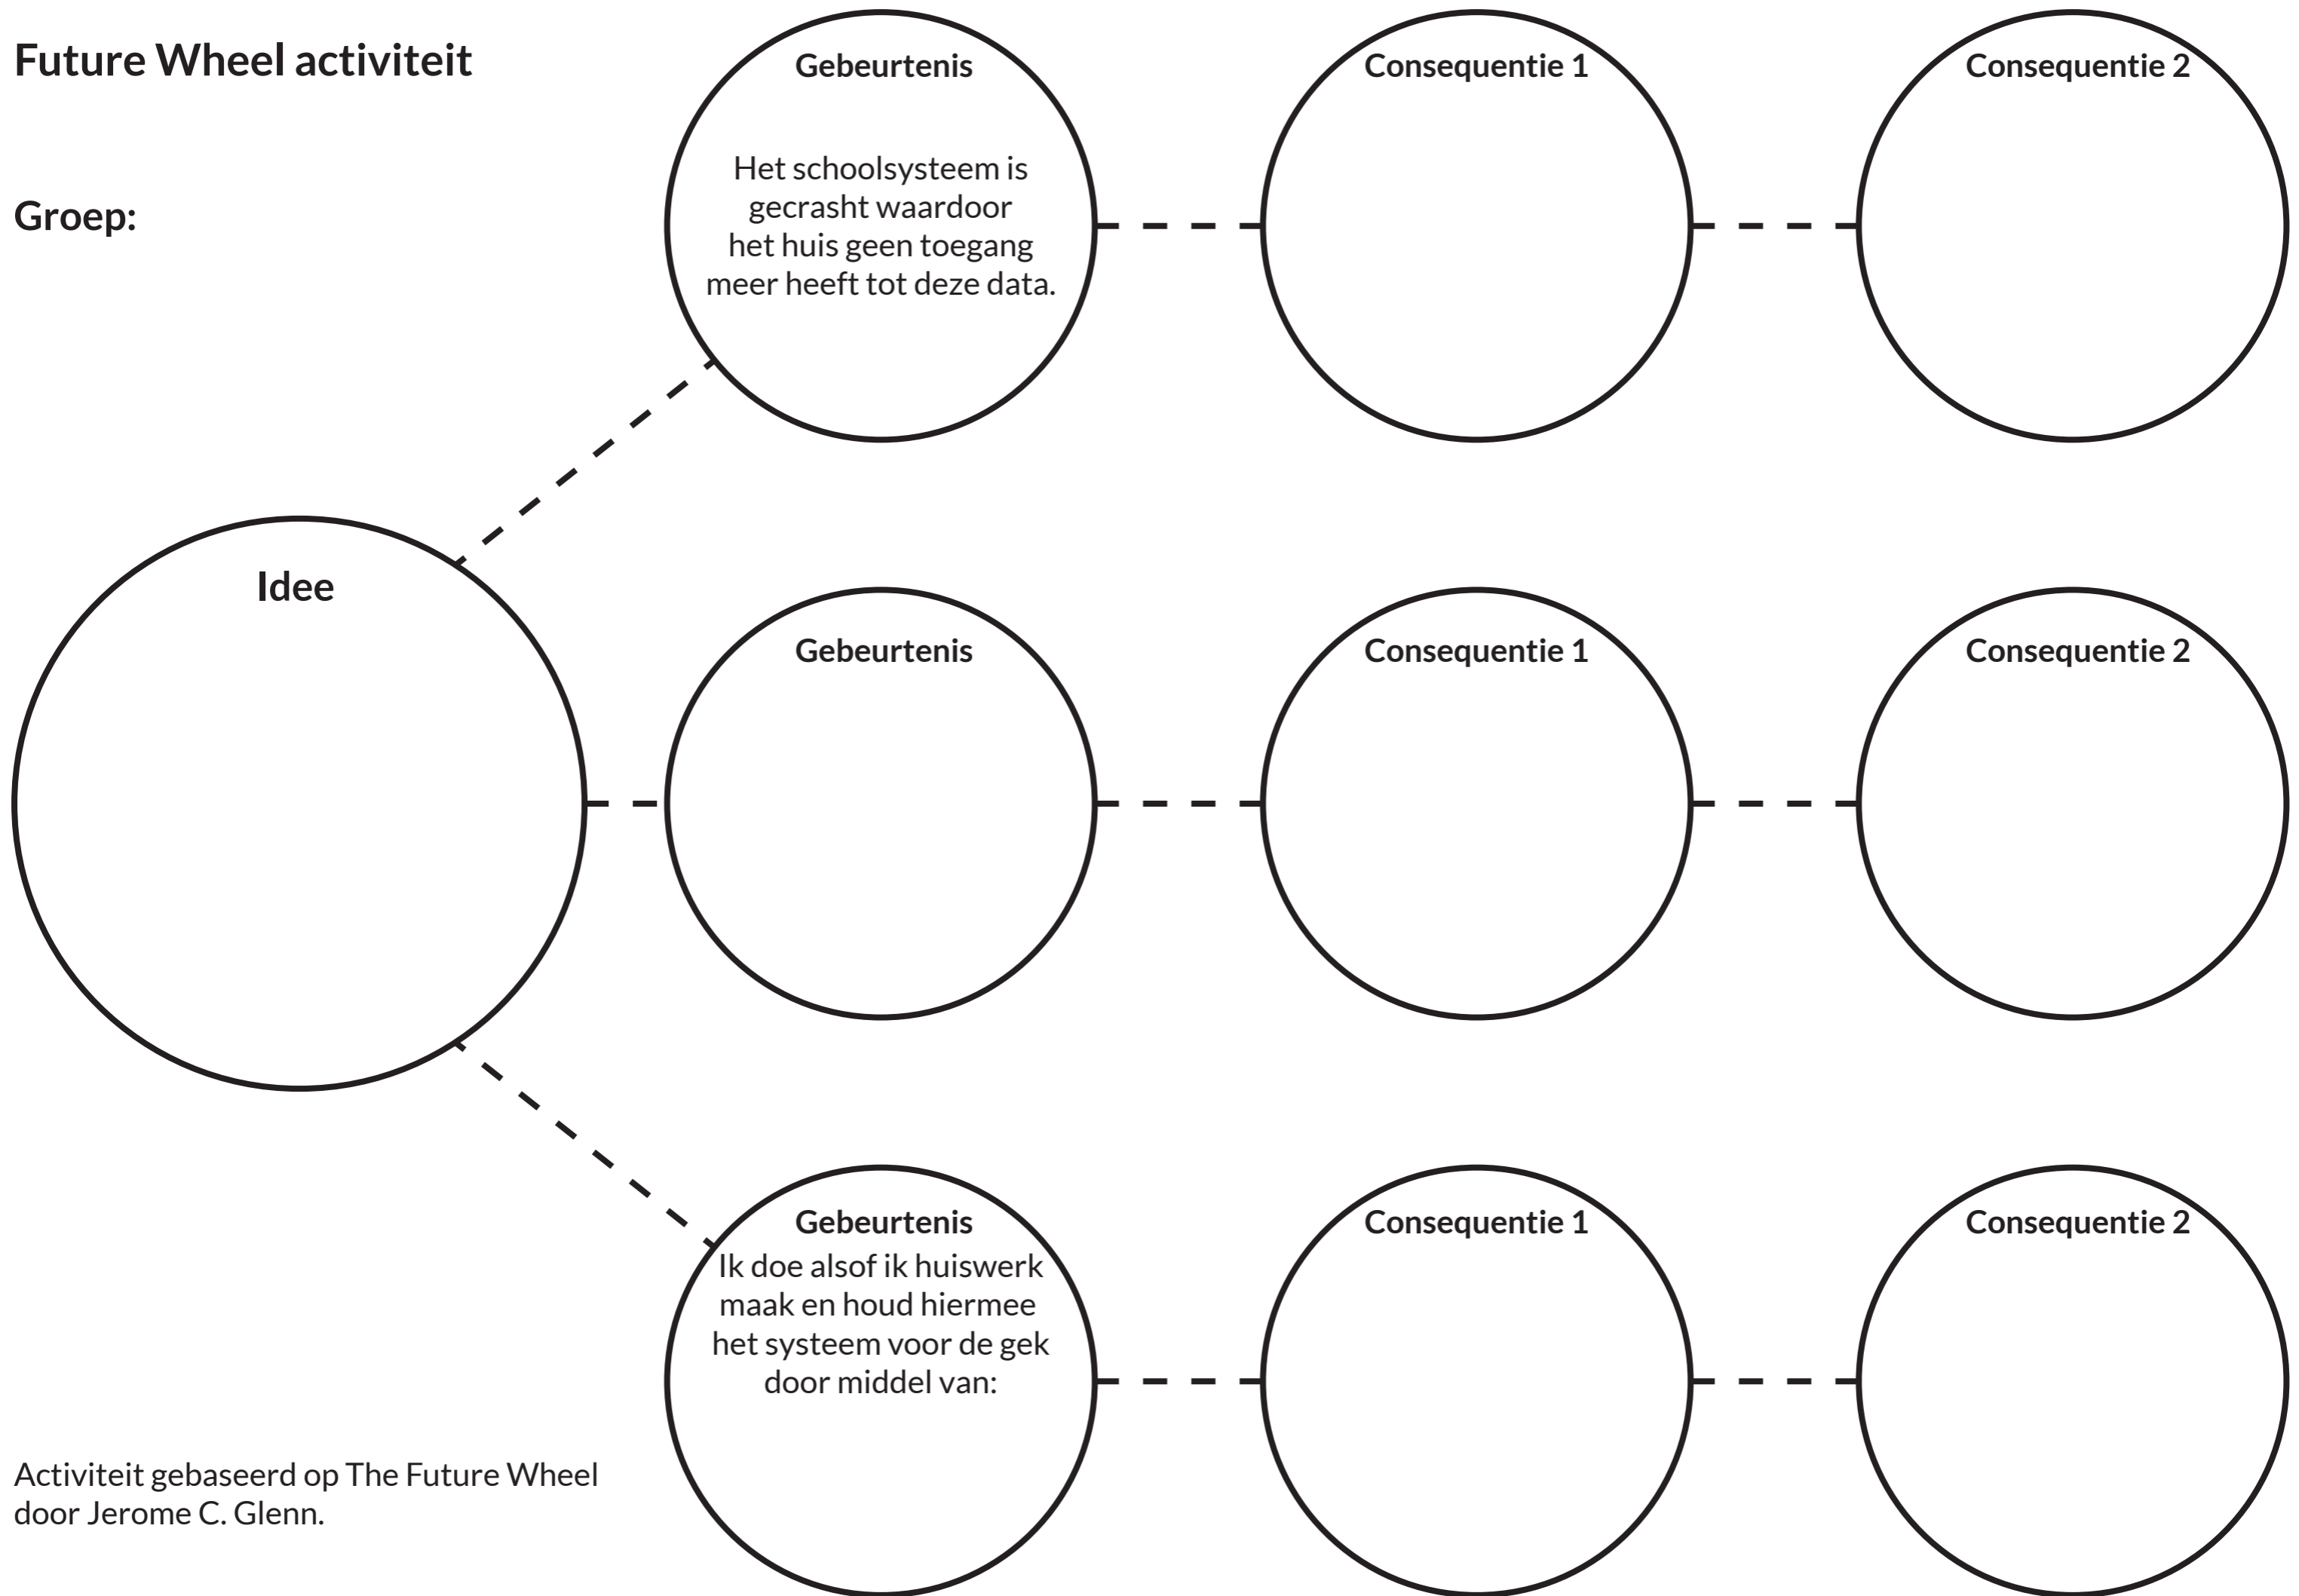 Future Wheel activiteit
Groep:
Gebeurtenis
Het schoolsysteem is
gecrasht waardoor
het huis geen toegang
meer heeft tot deze data.
Consequentie 1
Consequentie 2
Idee
Gebeurtenis
Consequentie 1
Consequentie 2
Gebeurtenis
Ik doe alsof ik huiswerk
maak en houd hiermee
het systeem voor de gek
door middel van:
Consequentie 1
Consequentie 2
Activiteit gebaseerd op The Future Wheel
door Jerome C. Glenn.